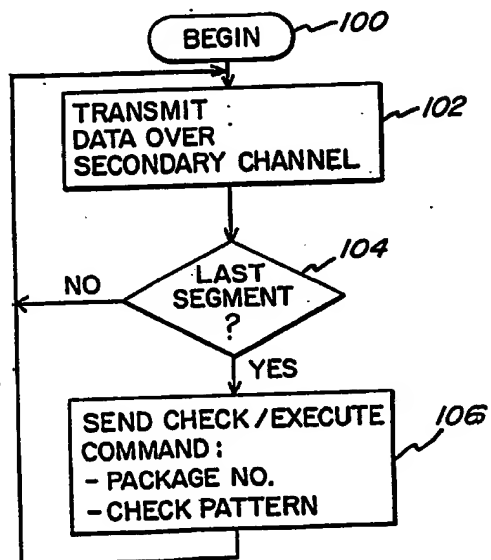 BEGIN
100
TRANSMIT
DATA OVER
SECONDARY CHANNEL
102
LAST
SEGMENT
?
104
NO
YES
SEND CHECK/EXECUTE
COMMAND:
- PACKAGE NO.
- CHECK PATTERN
106